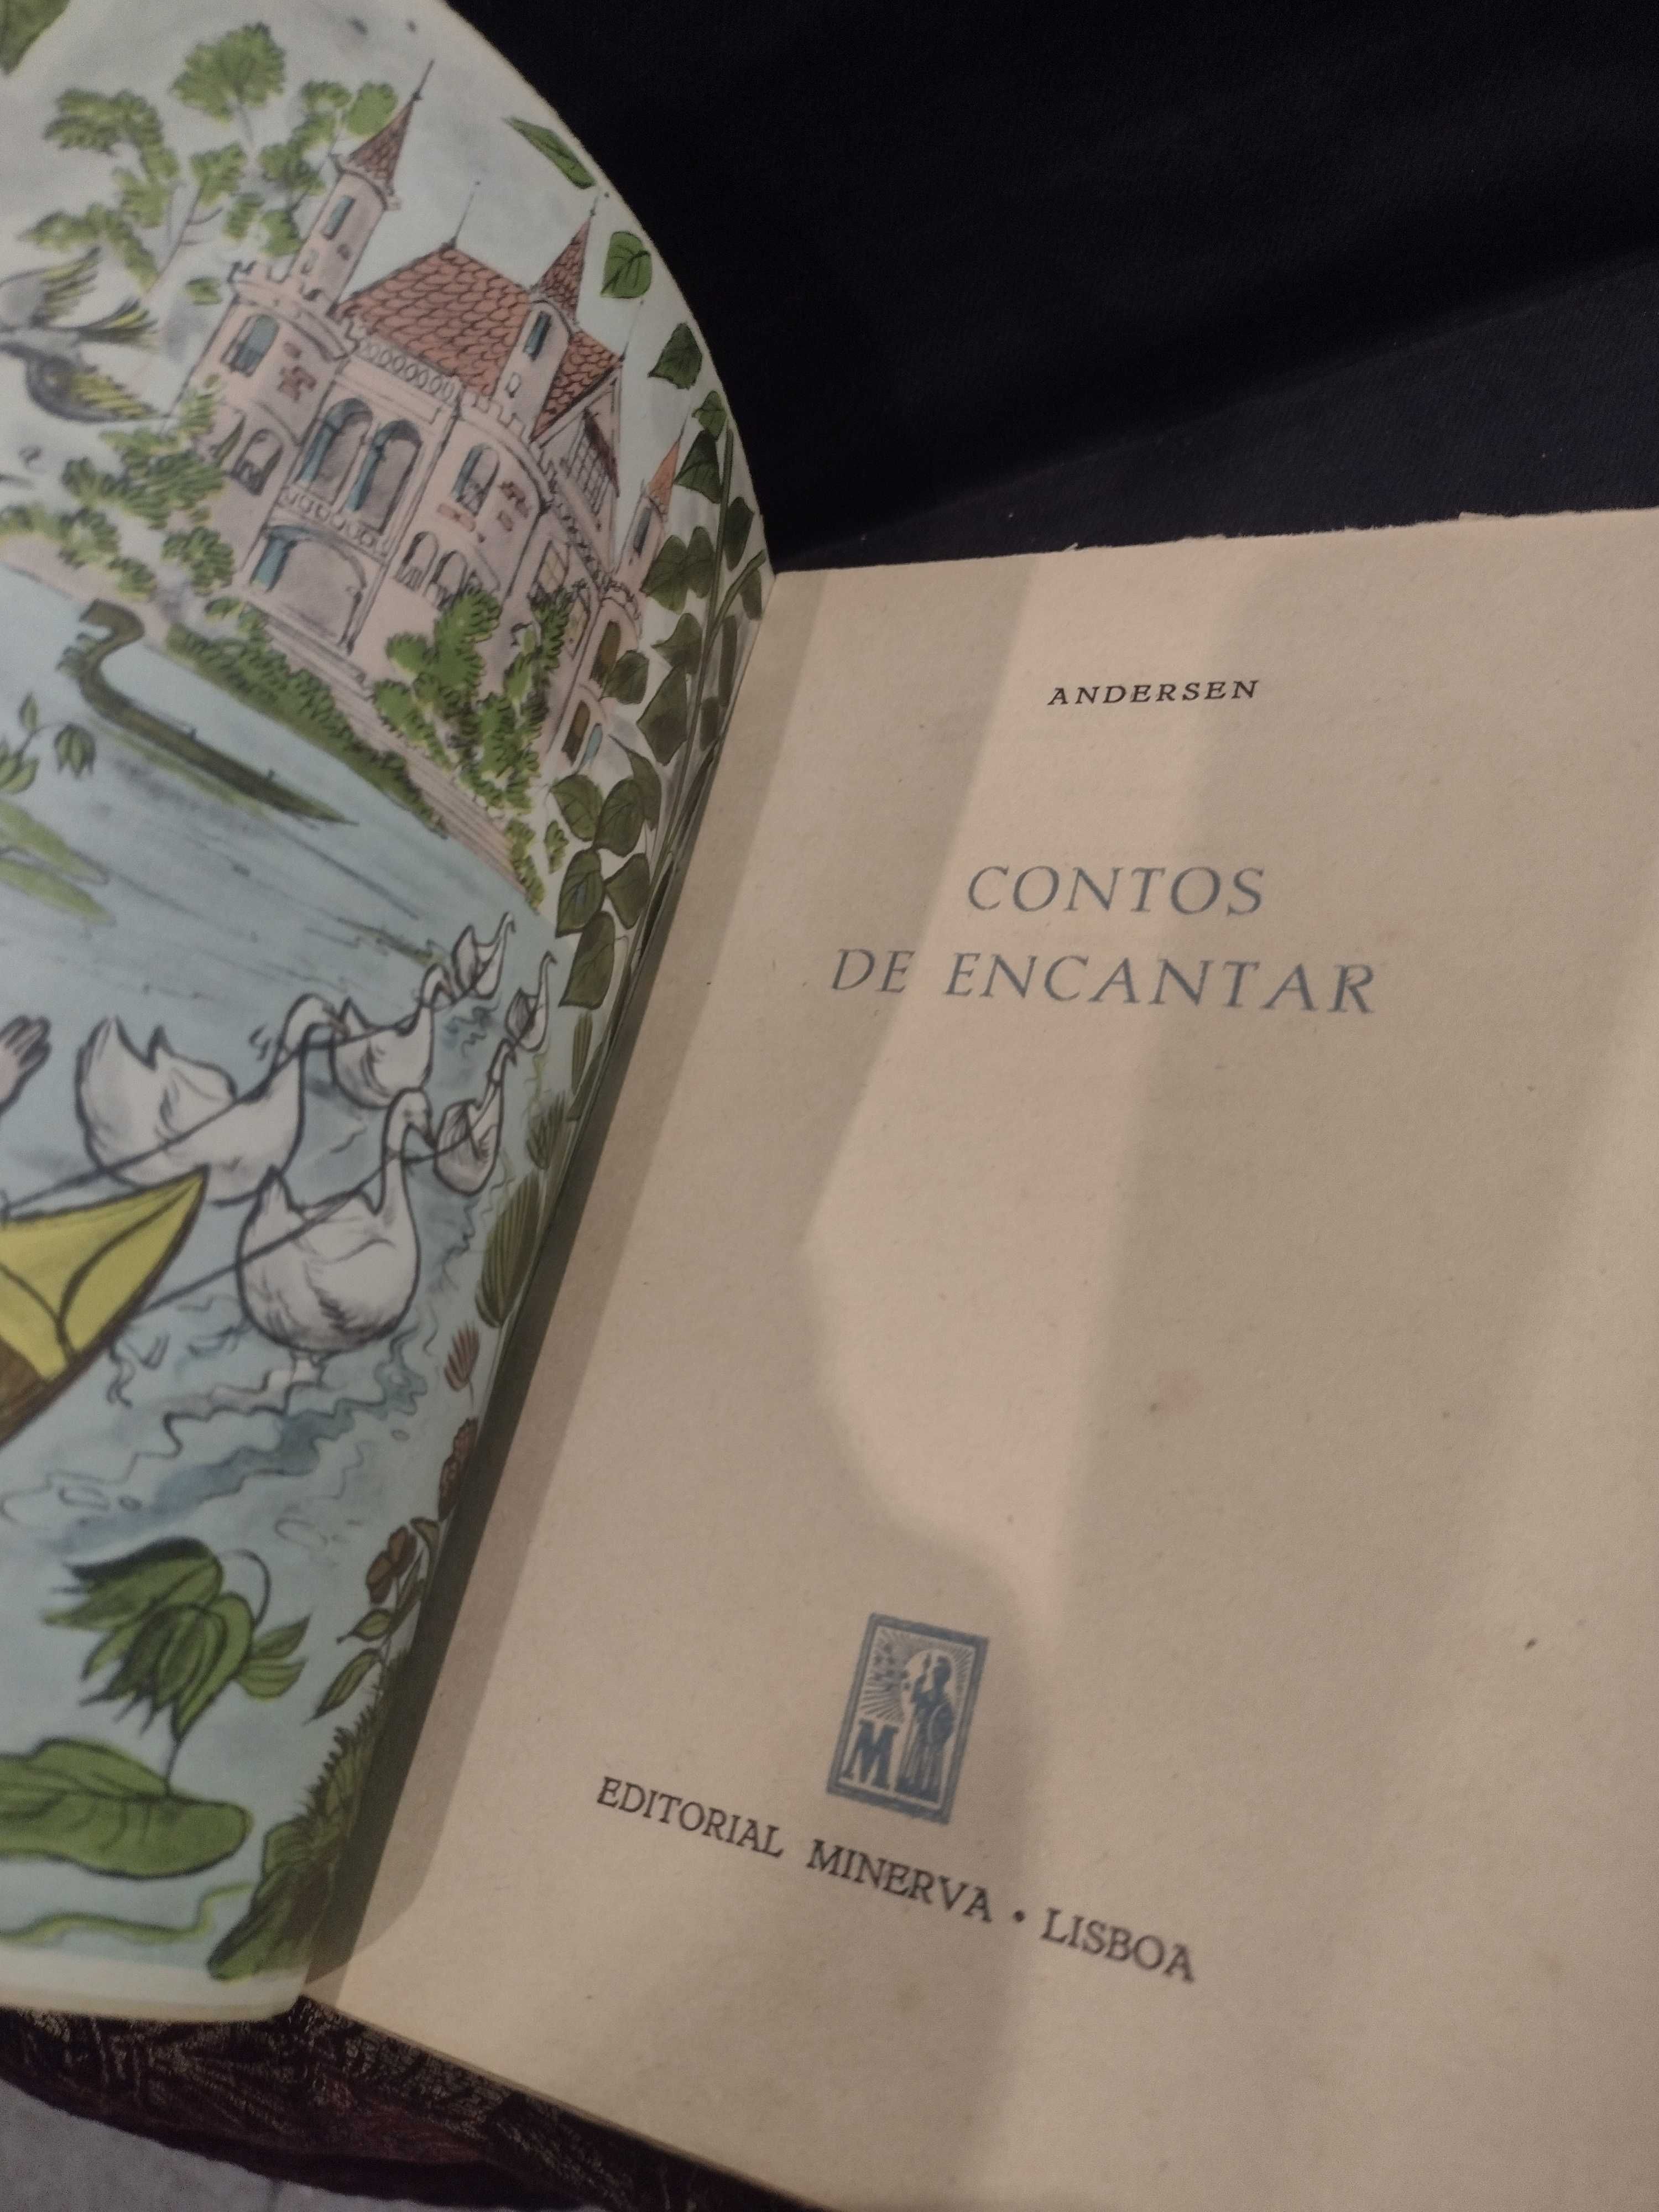 ANDERSEN
CONTOS
DE ENCANTAR
M
EDITORIAL MINERVA • LISBOA